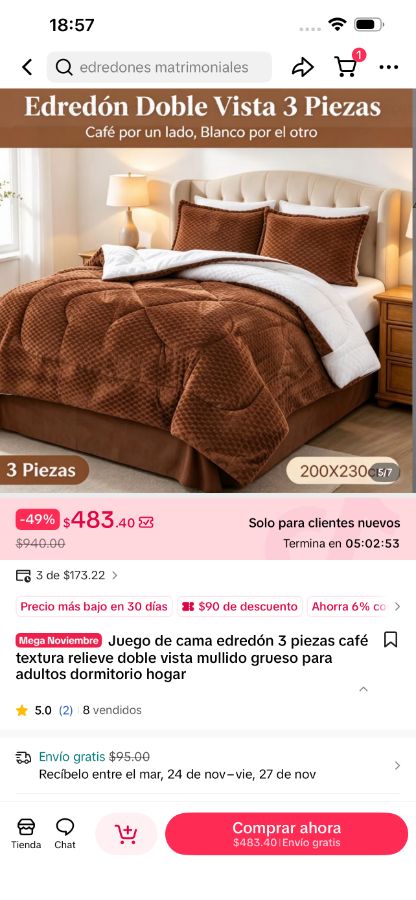 18:57
edredones matrimoniales
1
Edredón Doble Vista 3 Piezas
Café por un lado, Blanco por el otro
3 Piezas
200X230c
5/7
-49% $483.40
Solo para clientes nuevos
$940.00
Termina en 05:02:53
3 de $173.22 >
Precio más bajo en 30 días
$90 de descuento
Ahorra 6% co
Mega Noviembre Juego de cama edredón 3 piezas café
textura relieve doble vista mullido grueso para
adultos dormitorio hogar
5.0 (2) 8 vendidos
Envío gratis $95.00
Recíbelo entre el mar, 24 de nov–vie, 27 de nov
Tienda
Chat
Comprar ahora
$483.40 | Envío gratis